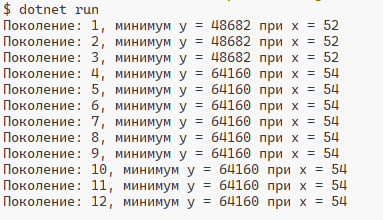 $ dotnet run
Поколение: 1, минимум y = 48682 при x = 52
Поколение: 2, минимум y = 48682 при x = 52
Поколение: 3, минимум y = 48682 при x = 52
Поколение: 4, минимум y = 64160 при x = 54
Поколение: 5, минимум y = 64160 при x = 54
Поколение: 6, минимум y = 64160 при x = 54
Поколение: 7, минимум y = 64160 при x = 54
Поколение: 8, минимум y = 64160 при x = 54
Поколение: 9, минимум y = 64160 при x = 54
Поколение: 10, минимум y = 64160 при x = 54
Поколение: 11, минимум y = 64160 при x = 54
Поколение: 12, минимум y = 64160 при x = 54